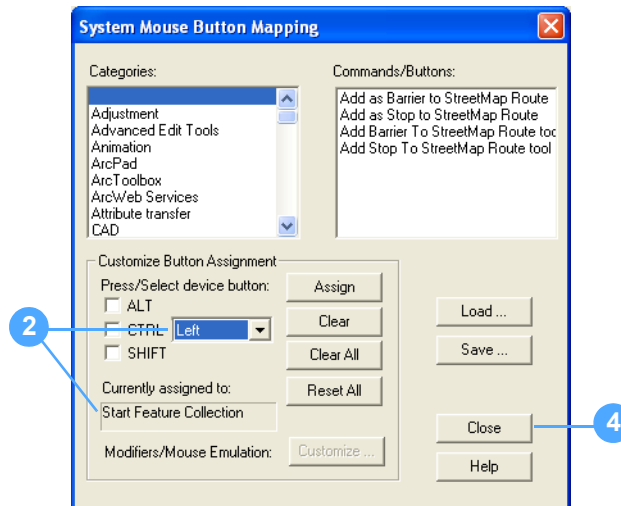 System Mouse Button Mapping
Categories:
Commands/Buttons:
Adjustment
Advanced Edit Tools
Animation
ArcPad
ArcToolbox
ArcWeb Services
Attribute transfer
CAD
Add as Barrier to StreetMap Route
Add as Stop to StreetMap Route
Add Barrier To StreetMap Route too
Add Stop To StreetMap Route tool
Customize Button Assignment
Press/Select device button:
ALT
CTRL
SHIFT
Left
Assign
Clear
Clear All
Reset All
Currently assigned to:
Start Feature Collection
Modifiers/Mouse Emulation:
Customize ...
Load ...
Save ...
Close
Help
2
4